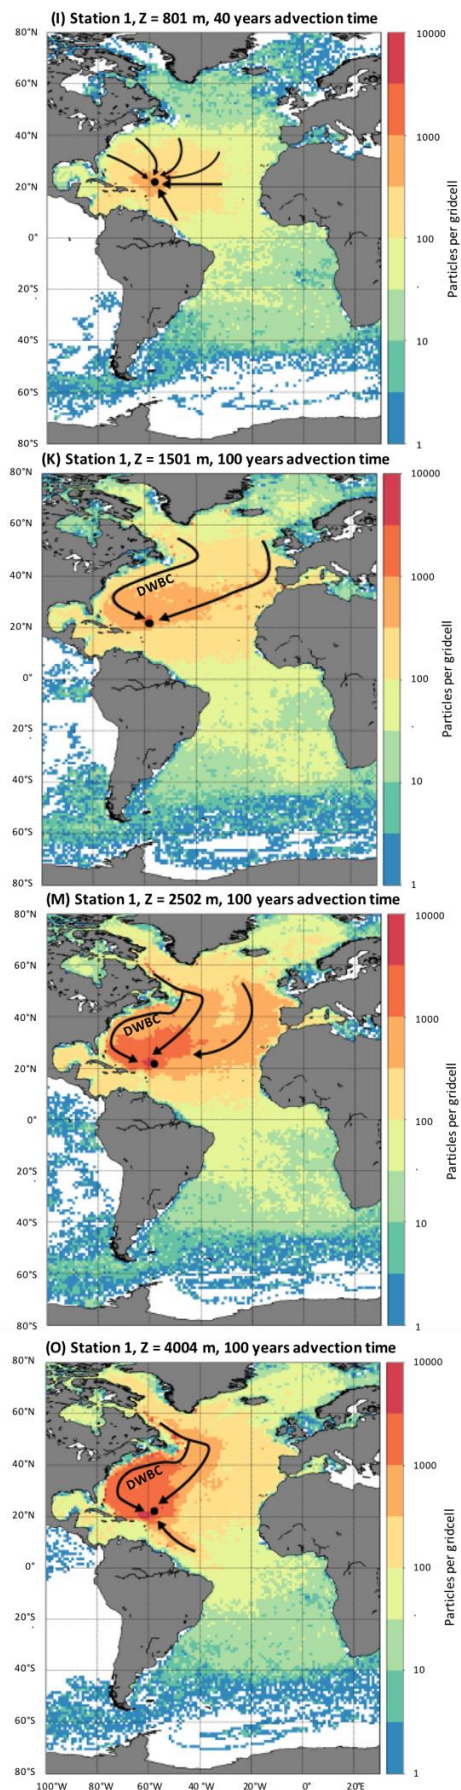 (I) Station 1, Z = 801 m, 40 years advection time
80°N
60°N
40°N
20°N
0°
20°S
40°S
60°S
80°S
10000
1000
100
10
1
Particles per gridcell
(K) Station 1, Z = 1501 m, 100 years advection time
80°N
60°N
40°N
20°N
0°
20°S
40°S
60°S
80°S
DWBC
10000
1000
100
10
1
Particles per gridcell
(M) Station 1, Z = 2502 m, 100 years advection time
80°N
60°N
40°N
20°N
0°
20°S
40°S
60°S
80°S
DWBC
10000
1000
100
10
1
Particles per gridcell
(O) Station 1, Z = 4004 m, 100 years advection time
80°N
60°N
40°N
20°N
0°
20°S
40°S
60°S
80°S
DWBC
10000
1000
100
10
1
Particles per gridcell
100°W 80°W 60°W 40°W 20°W 0° 20°E